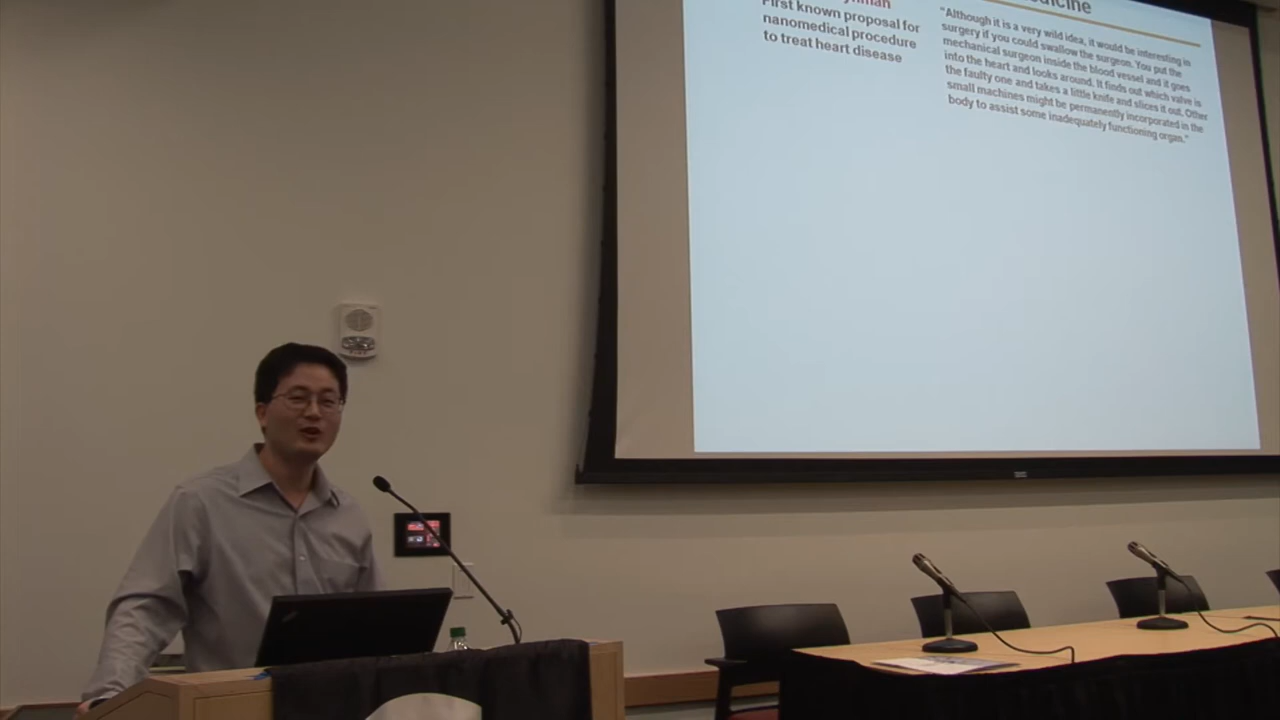 First known proposal for
nanomedical procedure
to treat heart disease
“Although it is a very wild idea, it would be interesting in
surgery if you could swallow the surgeon. You put the
mechanical surgeon inside the blood vessel and it goes
into the heart and looks around. It finds out which valve is
the faulty one and takes a little knife and slices it out. Other
small machines might be permanently incorporated in the
body to assist some inadequately functioning organ.”